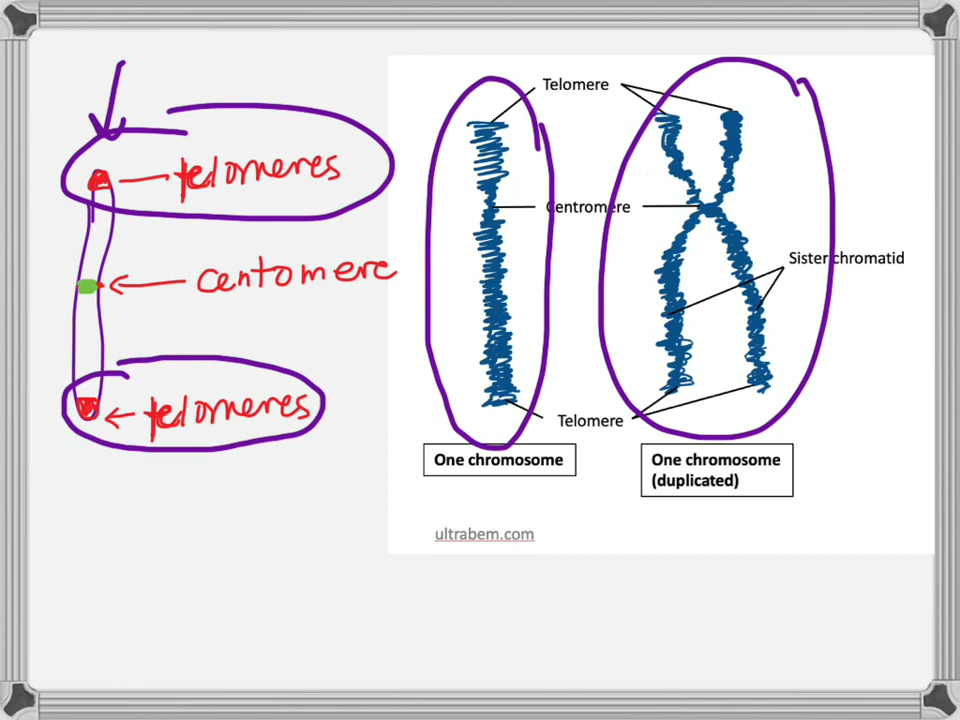 telomeres
centomere
telomeres
Telomere
Centromere
Sister chromatid
Telomere
One chromosome
One chromosome
(duplicated)
ultrabem.com